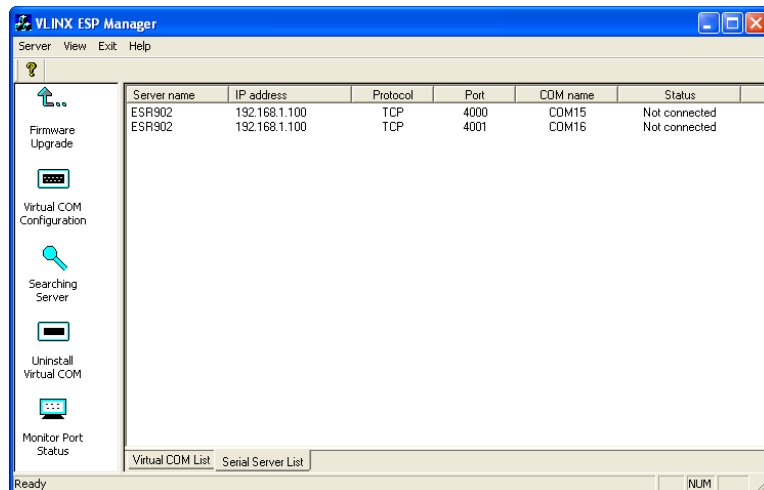 VLINX ESP Manager
Server View Exit Help
Firmware
Upgrade
Virtual COM
Configuration
Searching
Server
Uninstall
Virtual COM
Monitor Port
Status
Server name IP address Protocol Port COM name Status
ESR902 192.168.1.100 TCP 4000 COM15 Not connected
ESR902 192.168.1.100 TCP 4001 COM16 Not connected
Virtual COM List Serial Server List
Ready NUM